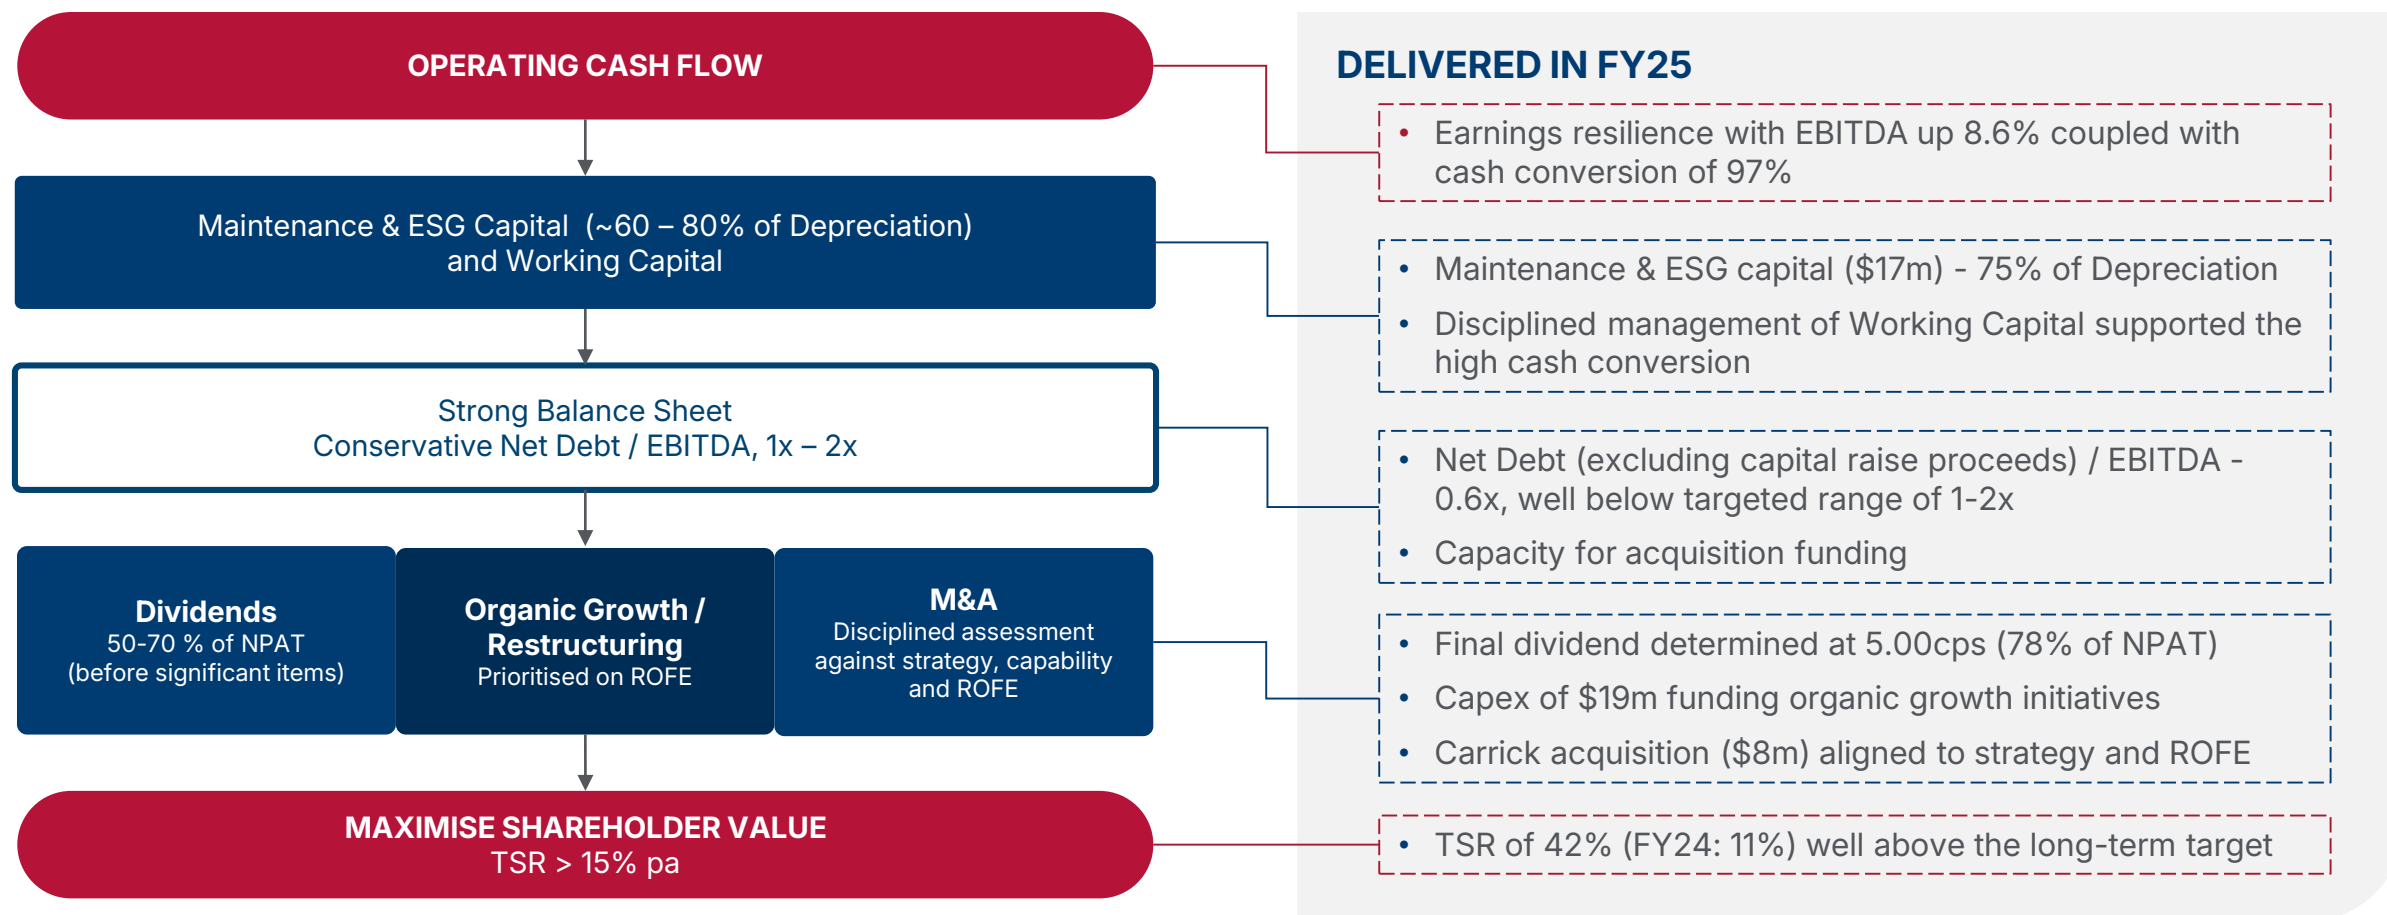 OPERATING CASH FLOW
Maintenance & ESG Capital  (~60 – 80% of Depreciation)
and Working Capital
Strong Balance Sheet
Conservative Net Debt / EBITDA, 1x – 2x
Dividends
50-70 % of NPAT
(before significant items)
Organic Growth /
Restructuring
Prioritised on ROFE
M&A
Disciplined assessment
against strategy, capability
and ROFE
MAXIMISE SHAREHOLDER VALUE
TSR > 15% pa
DELIVERED IN FY25
• Earnings resilience with EBITDA up 8.6% coupled with
cash conversion of 97%
• Maintenance & ESG capital ($17m) - 75% of Depreciation
• Disciplined management of Working Capital supported the
high cash conversion
• Net Debt (excluding capital raise proceeds) / EBITDA -
0.6x, well below targeted range of 1-2x
• Capacity for acquisition funding
• Final dividend determined at 5.00cps (78% of NPAT)
• Capex of $19m funding organic growth initiatives
• Carrick acquisition ($8m) aligned to strategy and ROFE
• TSR of 42% (FY24: 11%) well above the long-term target